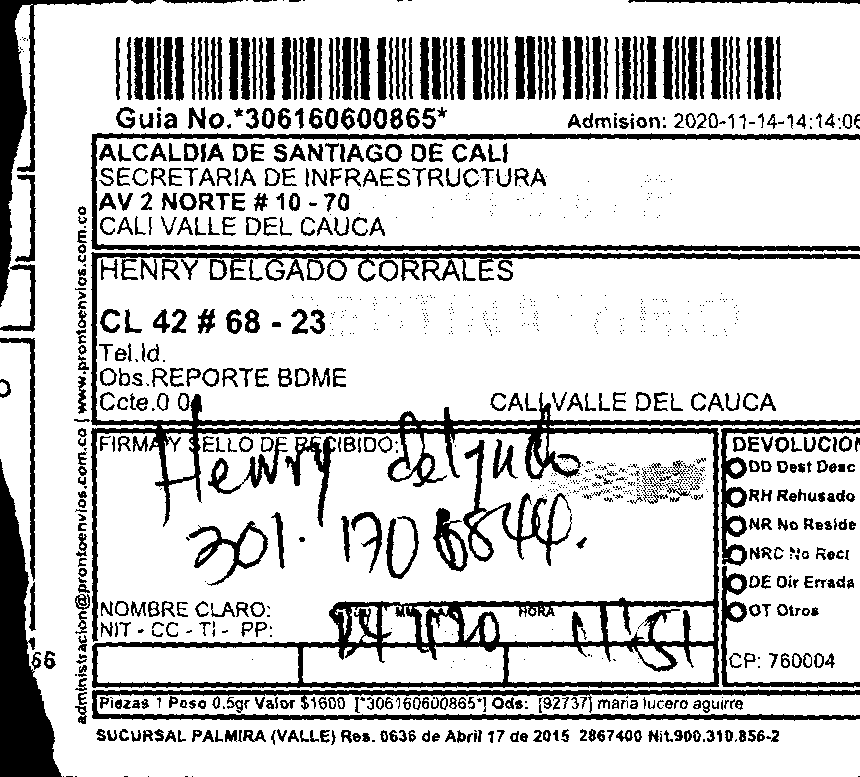 Guia No.*306160600865*
Admision: 2020-11-14-14:14:06
ALCALDIA DE SANTIAGO DE CALI
SECRETARIA DE INFRAESTRUCTURA
AV 2 NORTE # 10 - 70
CALI VALLE DEL CAUCA
HENRY DELGADO CORRALES
CL 42 # 68 - 23
DESTINATARIO
Tel.Id.
Obs.REPORTE BDME
Ccte.0 0
CALI VALLE DEL CAUCA
administracion@prontoenvios.com.co | www.prontoenvios.com.co
FIRMA Y SELLO DE RECIBIDO:
Henry delgado
301. 170 6844.
NOMBRE CLARO:
NIT - CC - TI - PP:
HORA
11:51
DEVOLUCION
DD Dest Desc
RH Rehusado
NR No Reside
NRC No Recl
DE Dir Errada
OT Otros
CP: 760004
66
Piezas 1 Peso 0.5gr Valor $1600 [*306160600865*] Ods: [92737] maria lucero aguirre
SUCURSAL PALMIRA (VALLE) Res. 0636 de Abril 17 de 2015 2867400 Nit.900.310.856-2